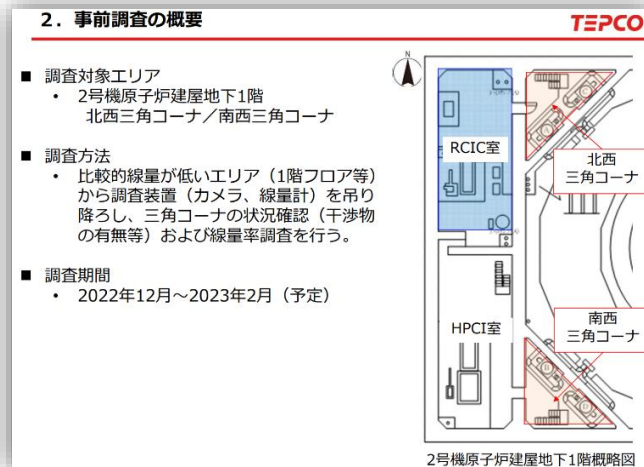 2．事前調査の概要
TEPCO
■ 調査対象エリア
• 2号機原子炉建屋地下1階
北西三角コーナ／南西三角コーナ
■ 調査方法
• 比較的線量が低いエリア（1階フロア等）
から調査装置（カメラ、線量計）を吊り
降ろし、三角コーナの状況確認（干渉物
の有無等）および線量率調査を行う。
■ 調査期間
• 2022年12月～2023年2月（予定）
N
RCIC室
北西
三角コーナ
HPCI室
南西
三角コーナ
2号機原子炉建屋地下1階概略図